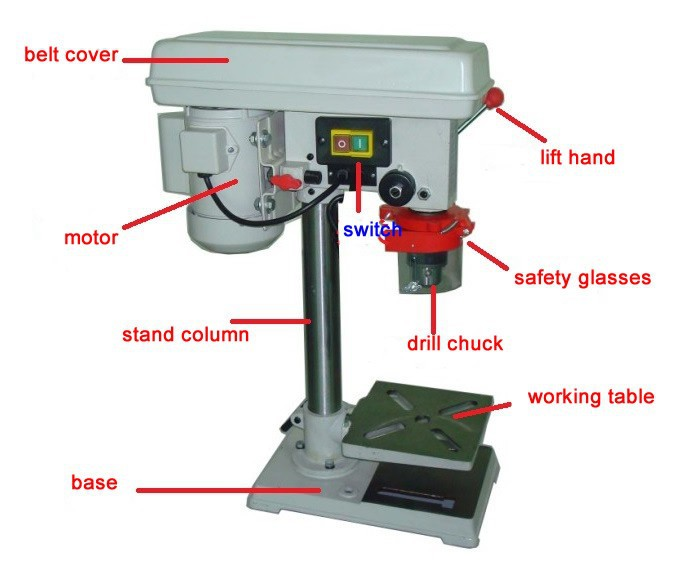 belt cover
lift hand
motor
switch
safety glasses
stand column
drill chuck
working table
base
O
I